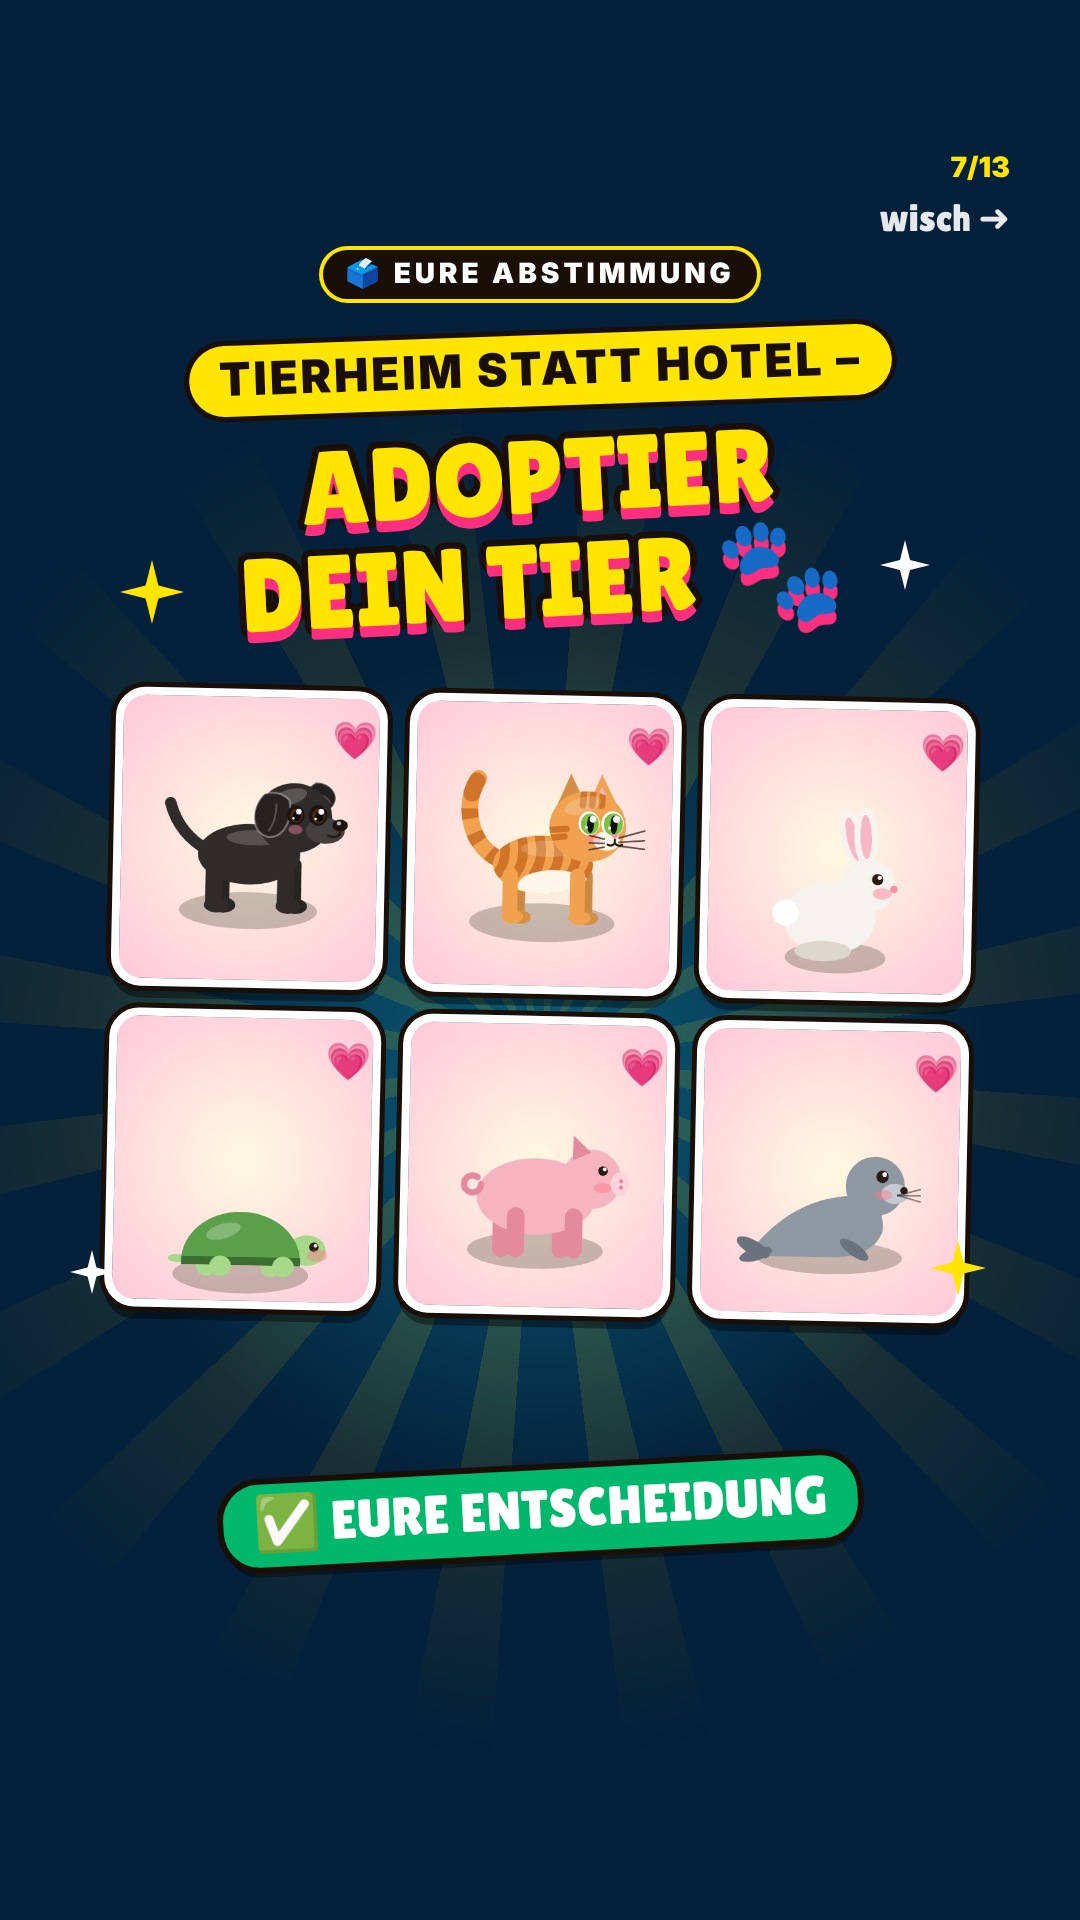 7/13
wisch →
EURE ABSTIMMUNG
TIERHEIM STATT HOTEL –
ADOPTIER
DEIN TIER
EURE ENTSCHEIDUNG